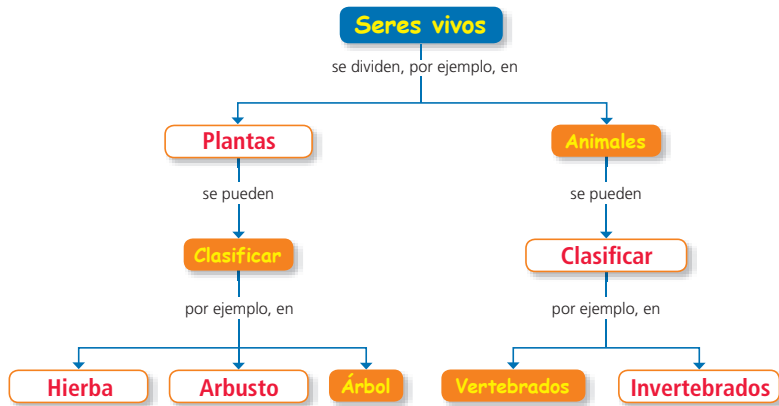 Seres vivos
se dividen, por ejemplo, en
Plantas
Animales
se pueden
se pueden
Clasificar
Clasificar
por ejemplo, en
por ejemplo, en
Hierba
Arbusto
Árbol
Vertebrados
Invertebrados